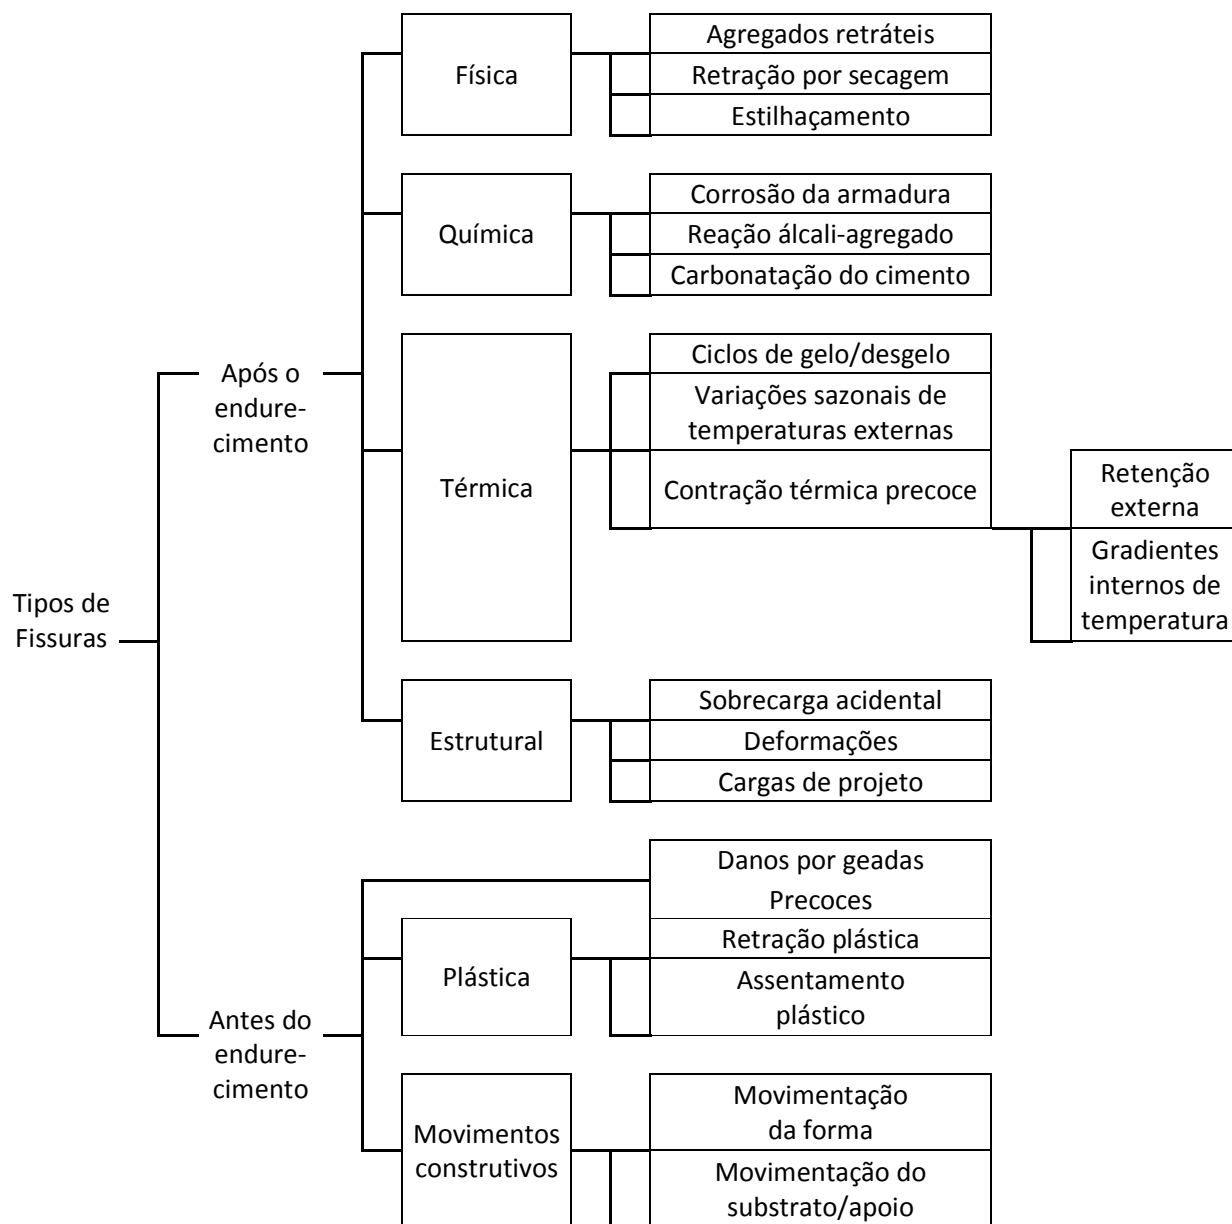 Agregados retráteis
Física
Retração por secagem
Estilhaçamento
Corrosão da armadura
Química
Reação álcali-agregado
Carbonatação do cimento
Ciclos de gelo/desgelo
Após o
endure-
cimento
Variações sazonais de
temperaturas externas
Térmica
Contração térmica precoce
Retenção
externa
Gradientes
internos de
temperatura
Tipos de
Fissuras
Sobrecarga acidental
Estrutural
Deformações
Cargas de projeto
Danos por geadas
Precoces
Retração plástica
Plástica
Assentamento
plástico
Antes do
endure-
cimento
Movimentação
da forma
Movimentos
construtivos
Movimentação do
substrato/apoio